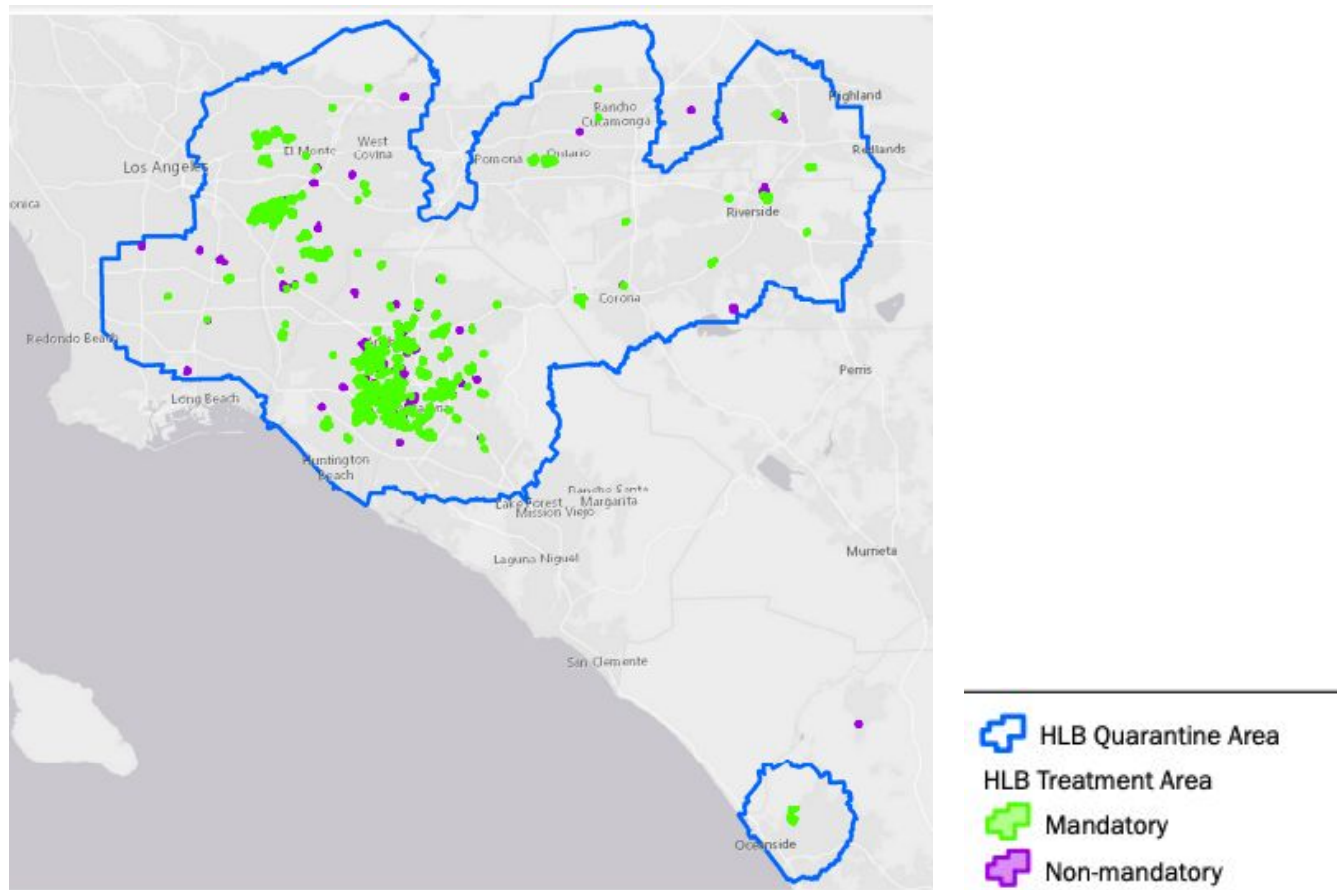 Highland
Rancho
Cucamonga
West
Covina
El Monte
Los Angeles
Pomona
Ontario
Redlands
onica
Riverside
Corona
Redondo Beach
Perris
Long Beach
Huntington
Beach
Rancho Santa
Margarita
Lake Forest
Mission Viejo
Laguna Niguel
Murrieta
San Clemente
Oceanside
HLB Quarantine Area
HLB Treatment Area
Mandatory
Non-mandatory